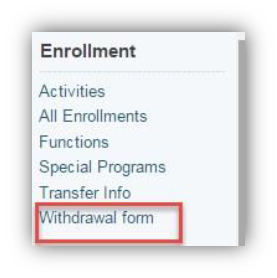 Enrollment
Activities
All Enrollments
Functions
Special Programs
Transfer Info
Withdrawal form